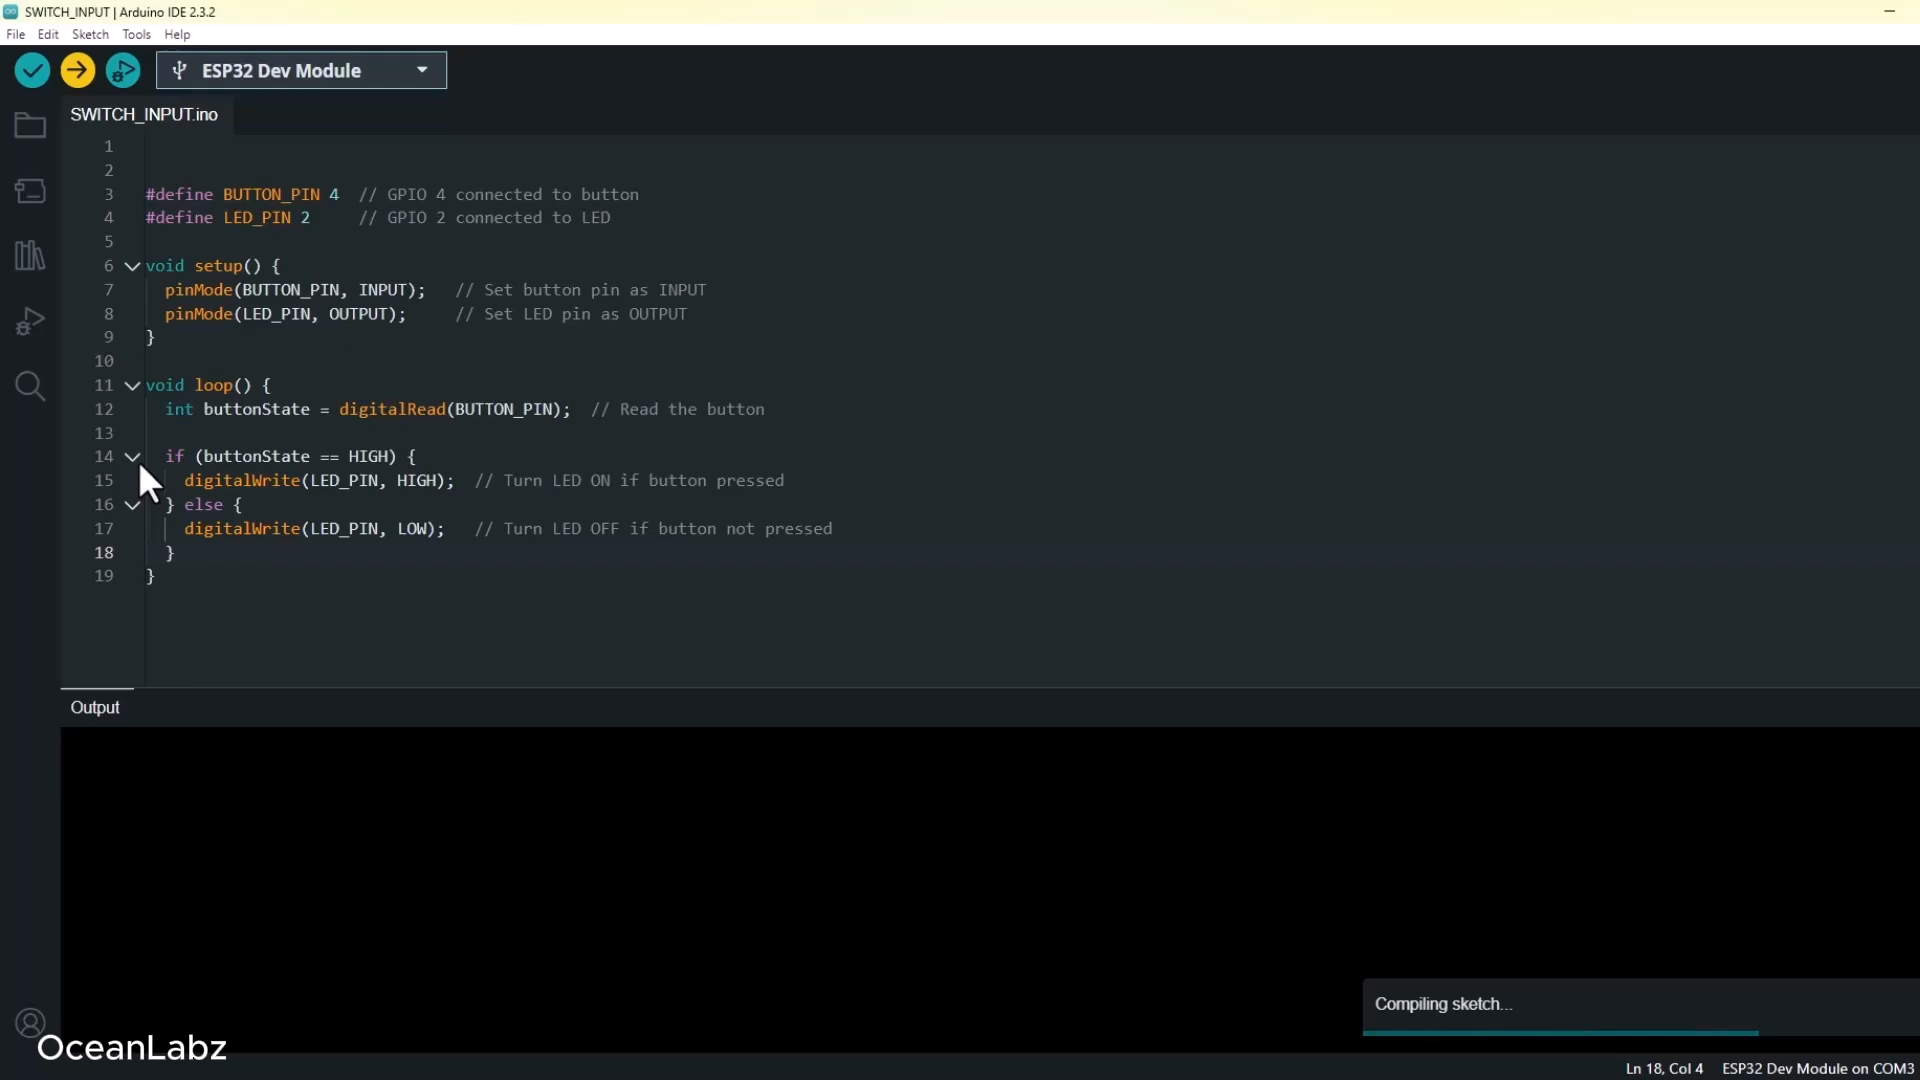 SWITCH_INPUT | Arduino IDE 2.3.2
File Edit Sketch Tools Help
ESP32 Dev Module
SWITCH_INPUT.ino
1
2
3 #define BUTTON_PIN 4  // GPIO 4 connected to button
4 #define LED_PIN 2     // GPIO 2 connected to LED
5
6 void setup() {
7   pinMode(BUTTON_PIN, INPUT);   // Set button pin as INPUT
8   pinMode(LED_PIN, OUTPUT);     // Set LED pin as OUTPUT
9 }
10
11 void loop() {
12   int buttonState = digitalRead(BUTTON_PIN);  // Read the button
13
14   if (buttonState == HIGH) {
15     digitalWrite(LED_PIN, HIGH);  // Turn LED ON if button pressed
16   } else {
17     digitalWrite(LED_PIN, LOW);   // Turn LED OFF if button not pressed
18   }
19 }
Output
Compiling sketch...
OceanLabz
Ln 18, Col 4 ESP32 Dev Module on COM3